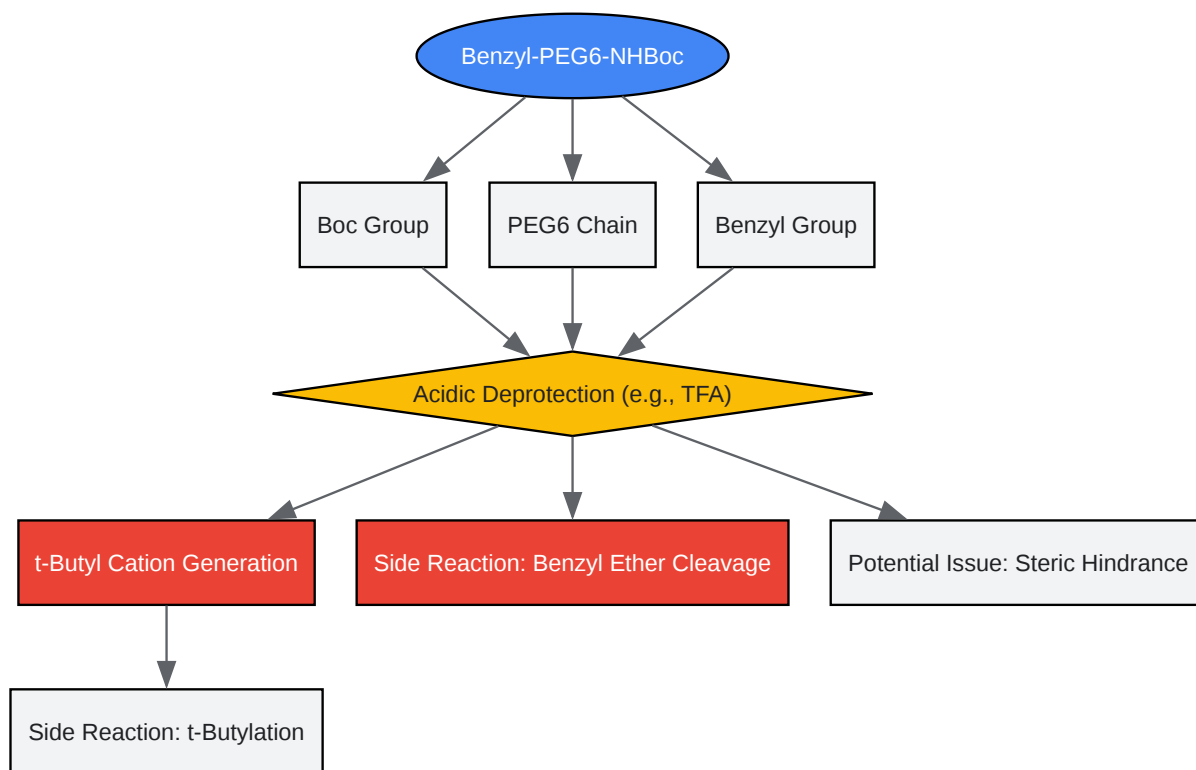 Benzyl-PEG6-NHBoc
Boc Group
PEG6 Chain
Benzyl Group
Acidic Deprotection (e.g., TFA)
t-Butyl Cation Generation
Side Reaction: Benzyl Ether Cleavage
Potential Issue: Steric Hindrance
Side Reaction: t-Butylation